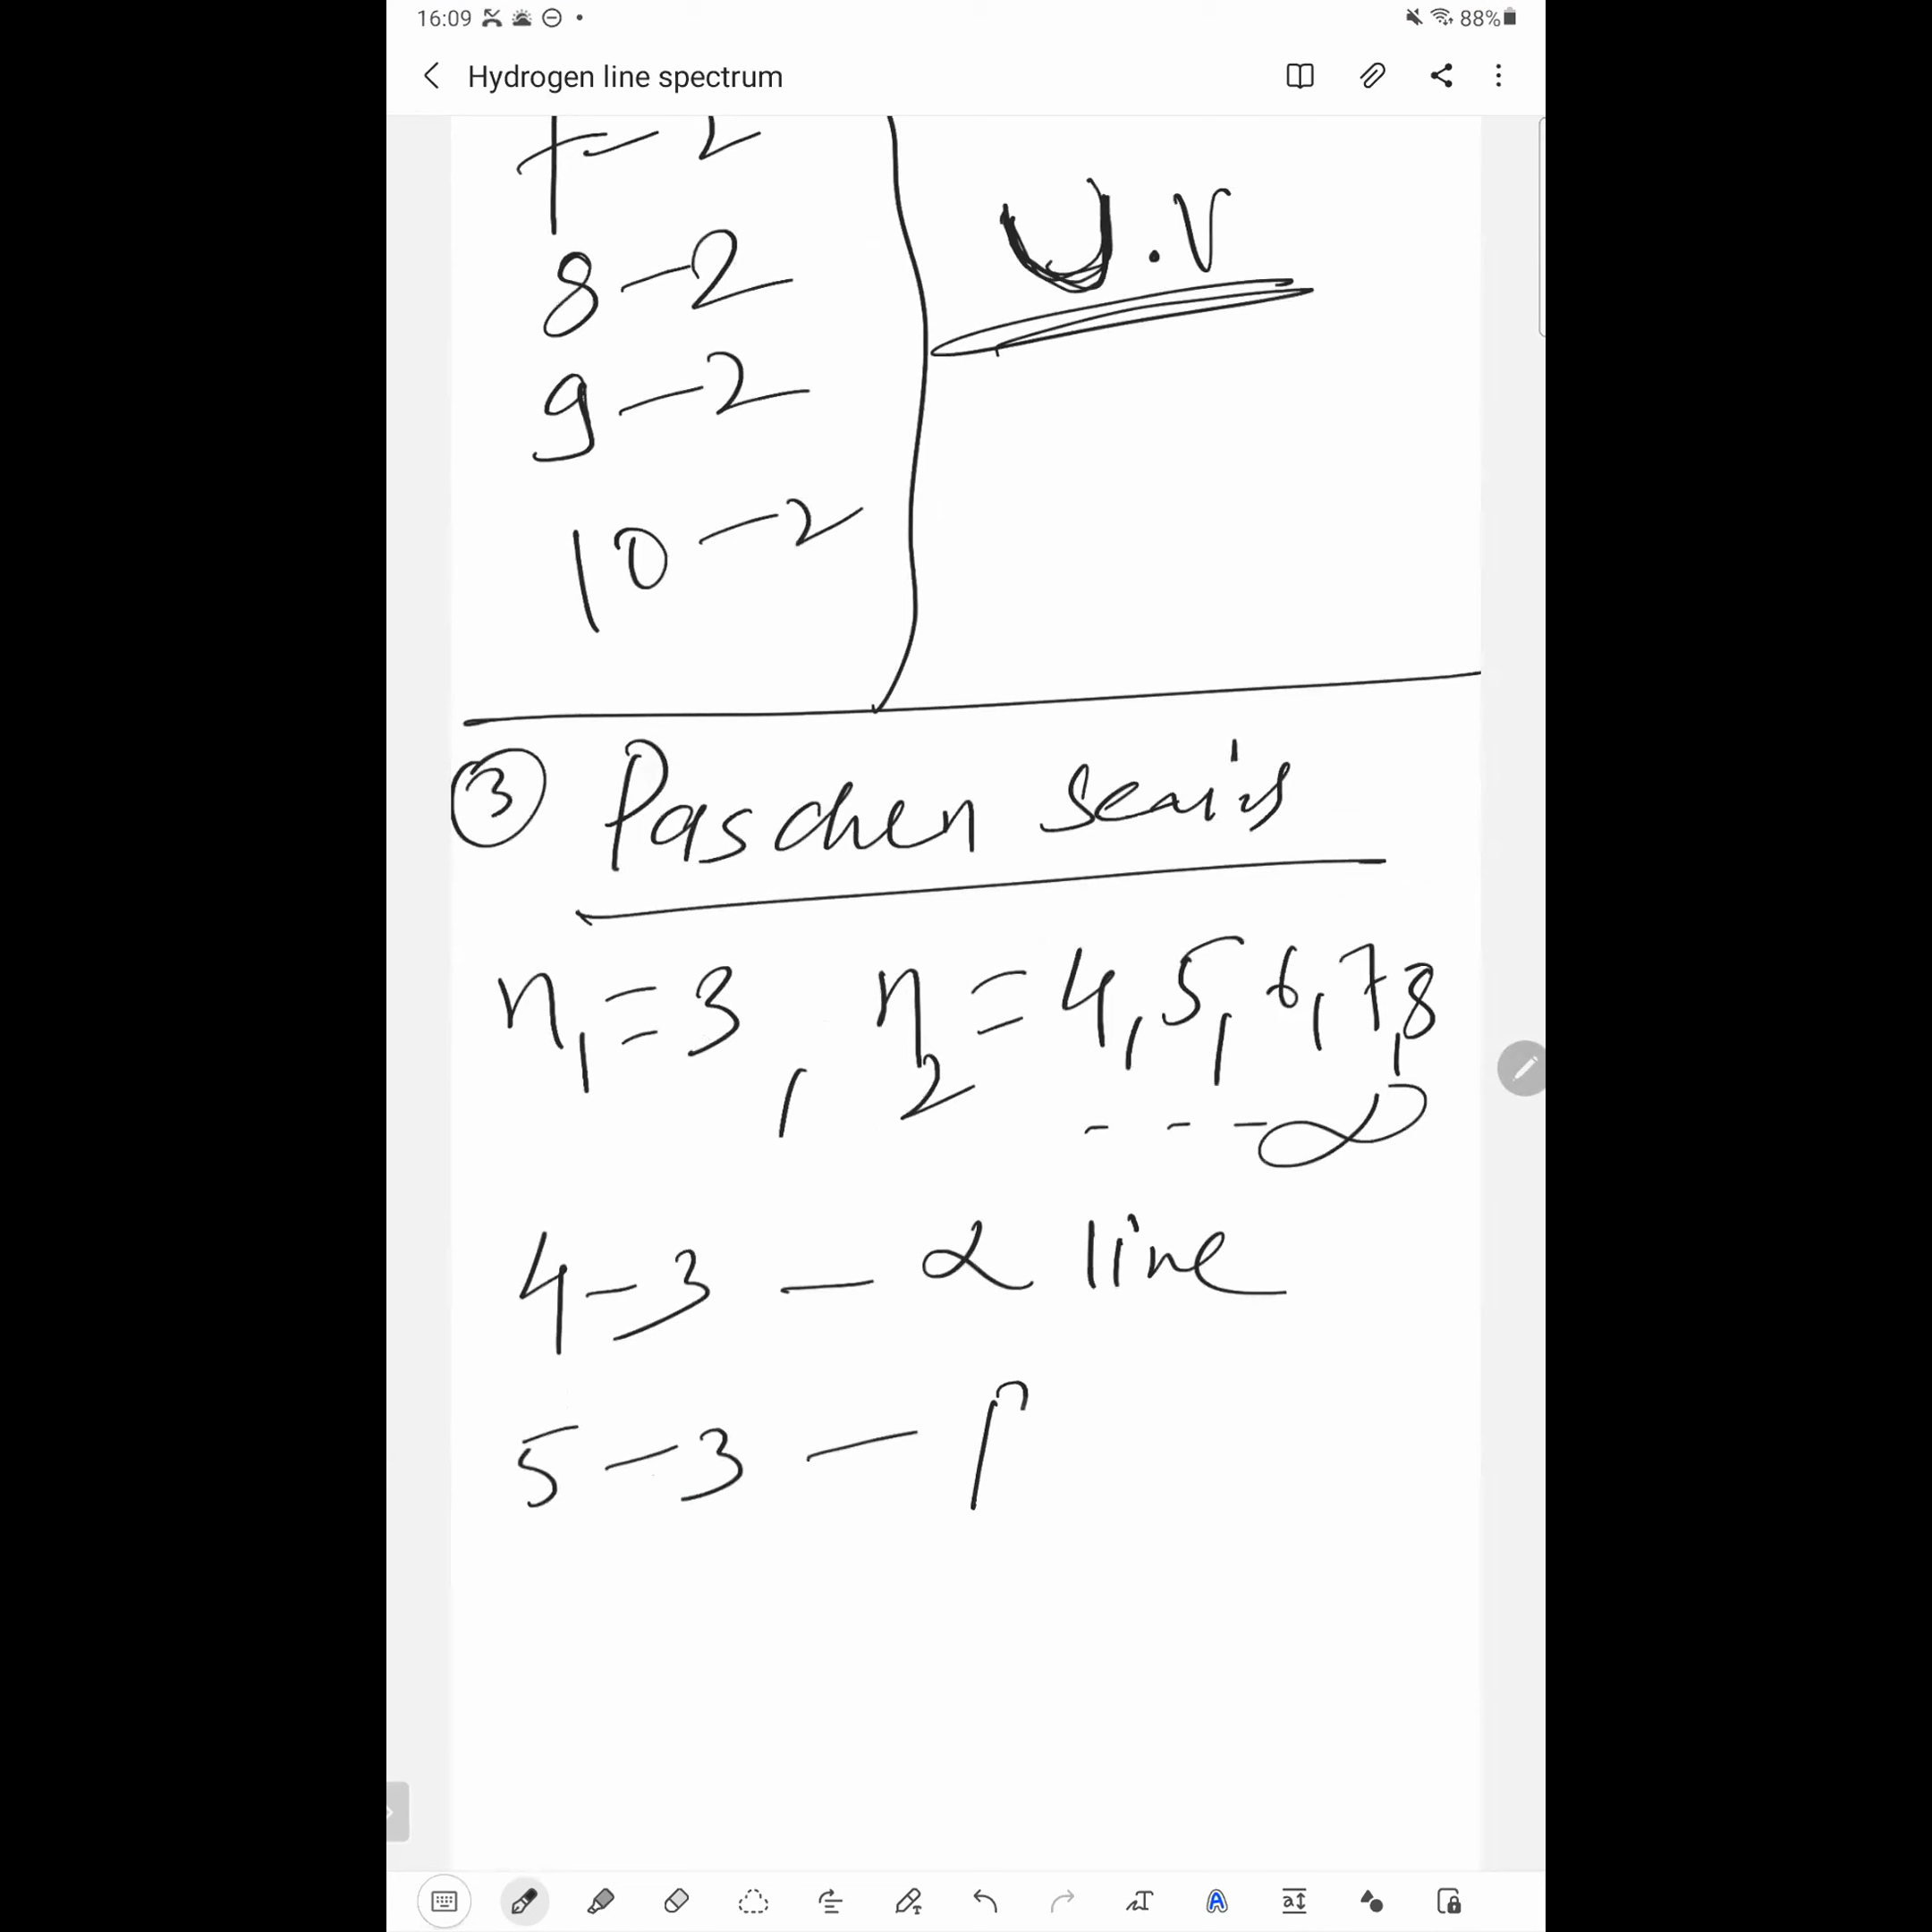 16:09
88%
Hydrogen line spectrum
7-2
8-2
9-2
10-2
U.V
③ Paschen series
n₁=3, n₂=4,5,6,7,8
---∞
4-3 - α line
5-3 -